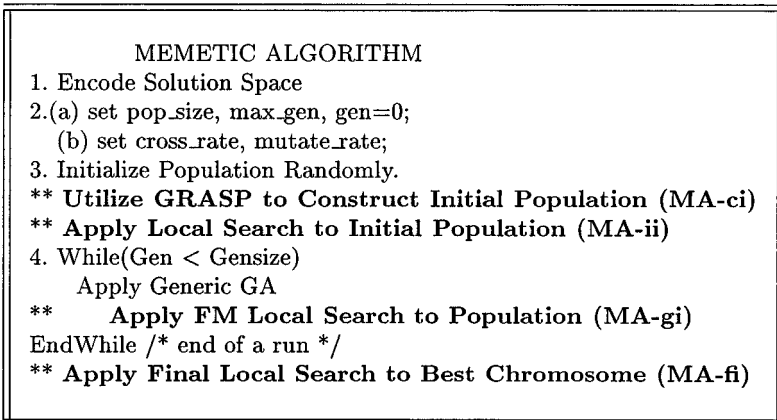 MEMETIC ALGORITHM
1. Encode Solution Space
2.(a) set pop_size, max_gen, gen=0;
(b) set cross_rate, mutate_rate;
3. Initialize Population Randomly.
** Utilize GRASP to Construct Initial Population (MA-ci)
** Apply Local Search to Initial Population (MA-ii)
4. While(Gen < Gensize)
Apply Generic GA
** Apply FM Local Search to Population (MA-gi)
EndWhile /* end of a run */
** Apply Final Local Search to Best Chromosome (MA-fi)